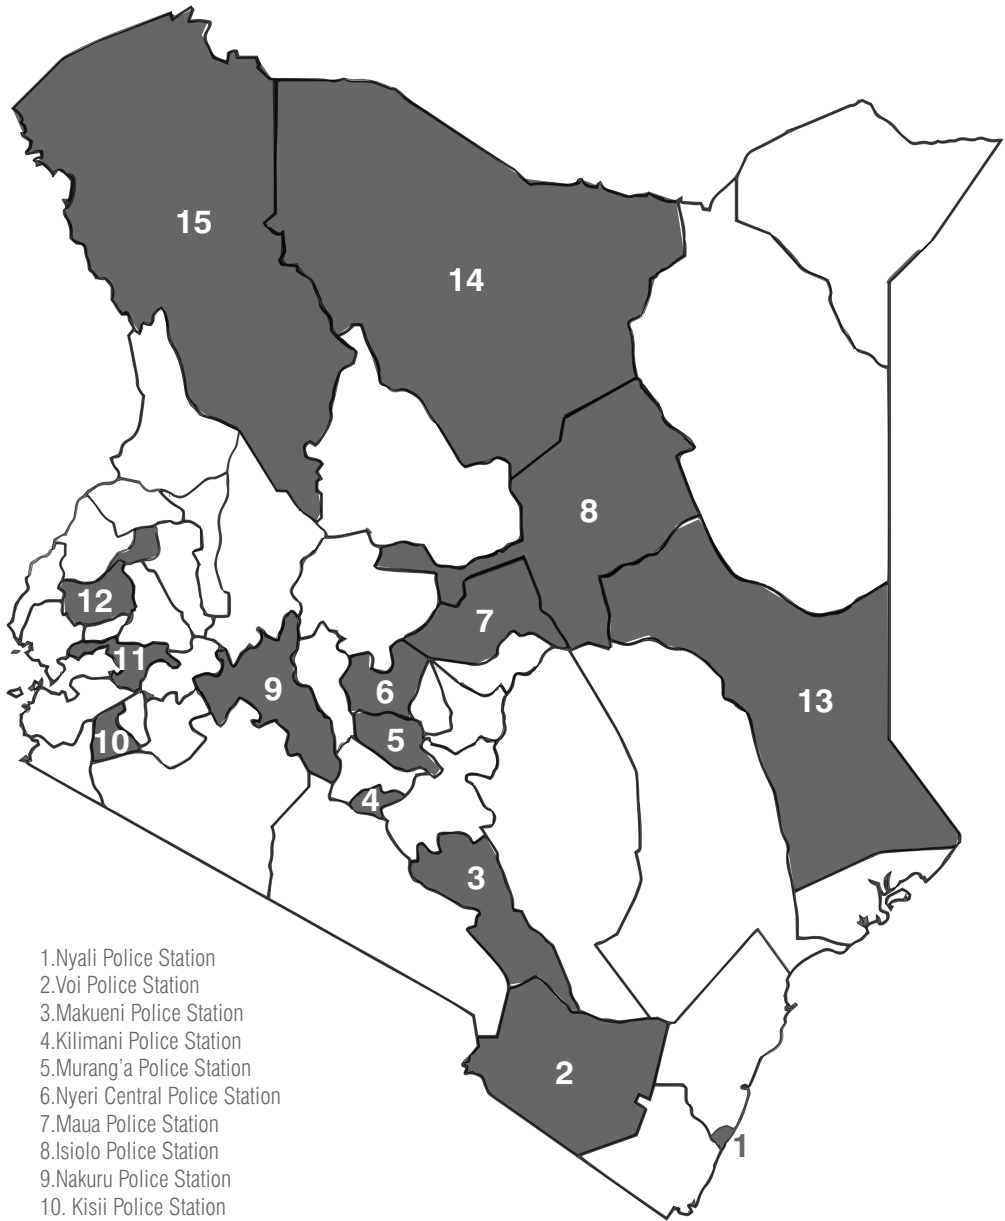 15
14
8
12
7
11
13
9
6
10
5
4
3
2
1
1.Nyali Police Station
2.Voi Police Station
3.Makueni Police Station
4.Kilimani Police Station
5.Murang’a Police Station
6.Nyeri Central Police Station
7.Maua Police Station
8.Isiolo Police Station
9.Nakuru Police Station
10. Kisii Police Station